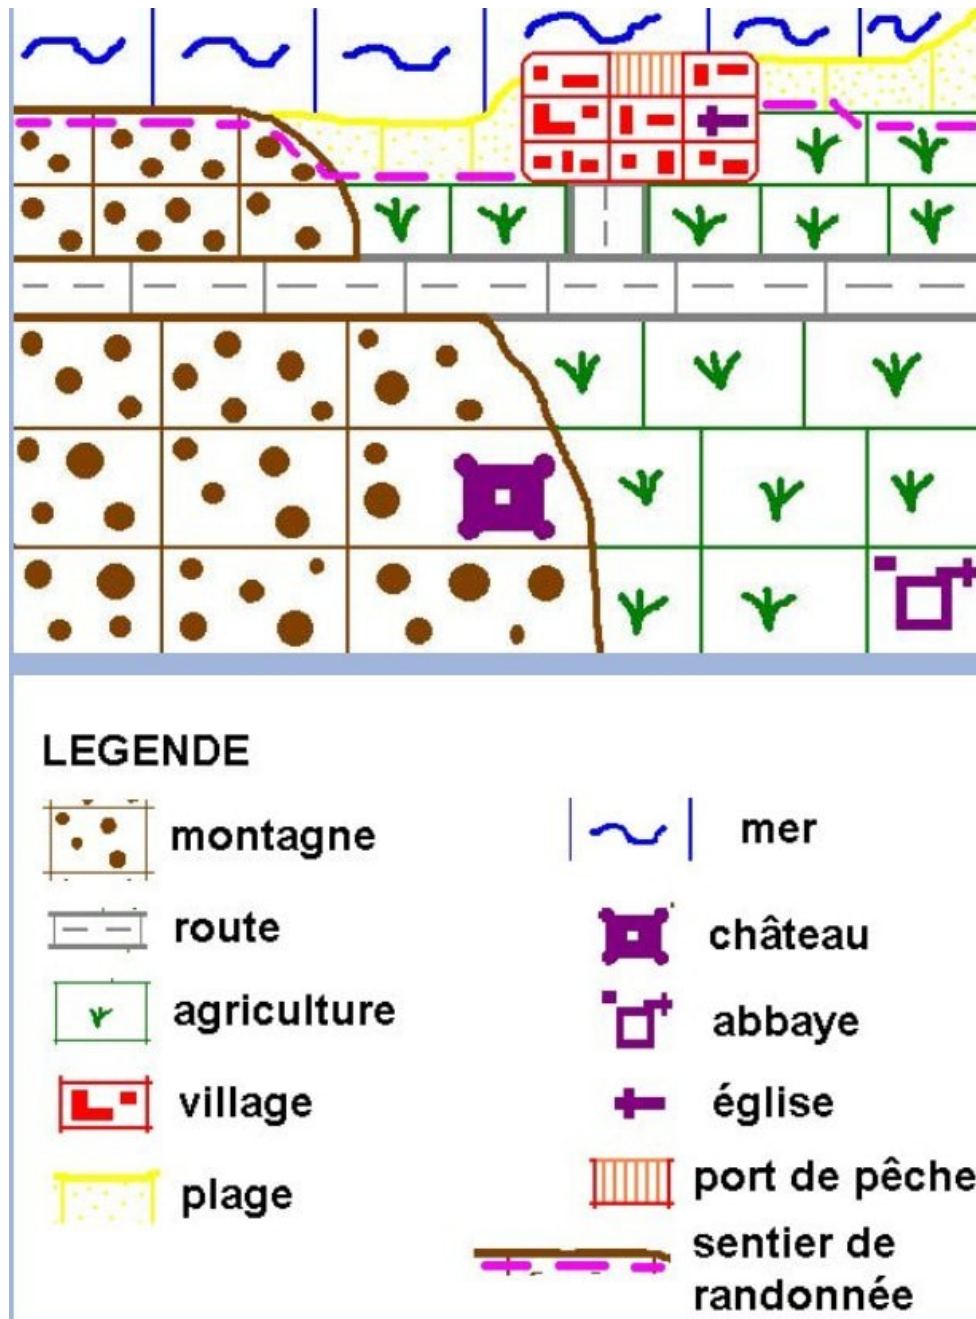 LEGENDE
montagne
route
agriculture
village
plage
mer
château
abbaye
église
port de pêche
sentier de
randonnée